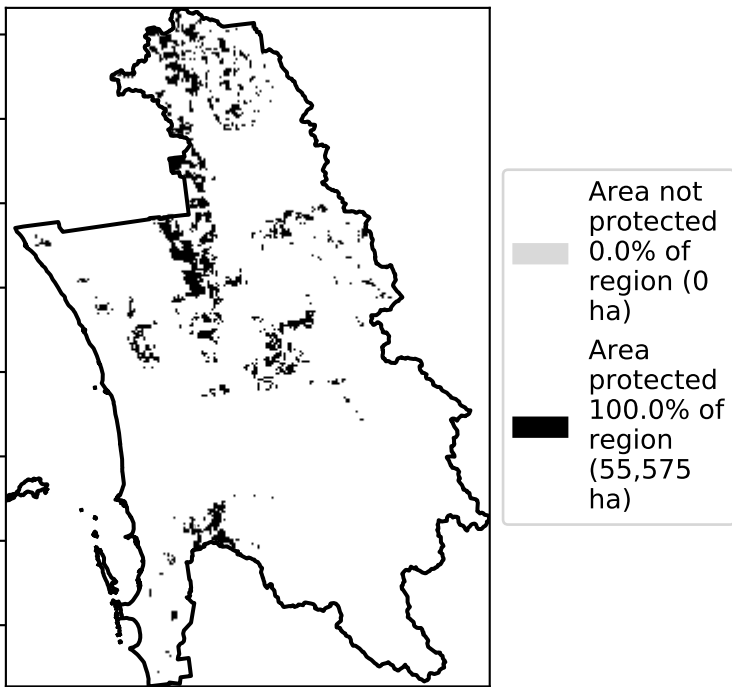 Area not
protected
0.0% of
region (0
ha)
Area
protected
100.0% of
region
(55,575
ha)